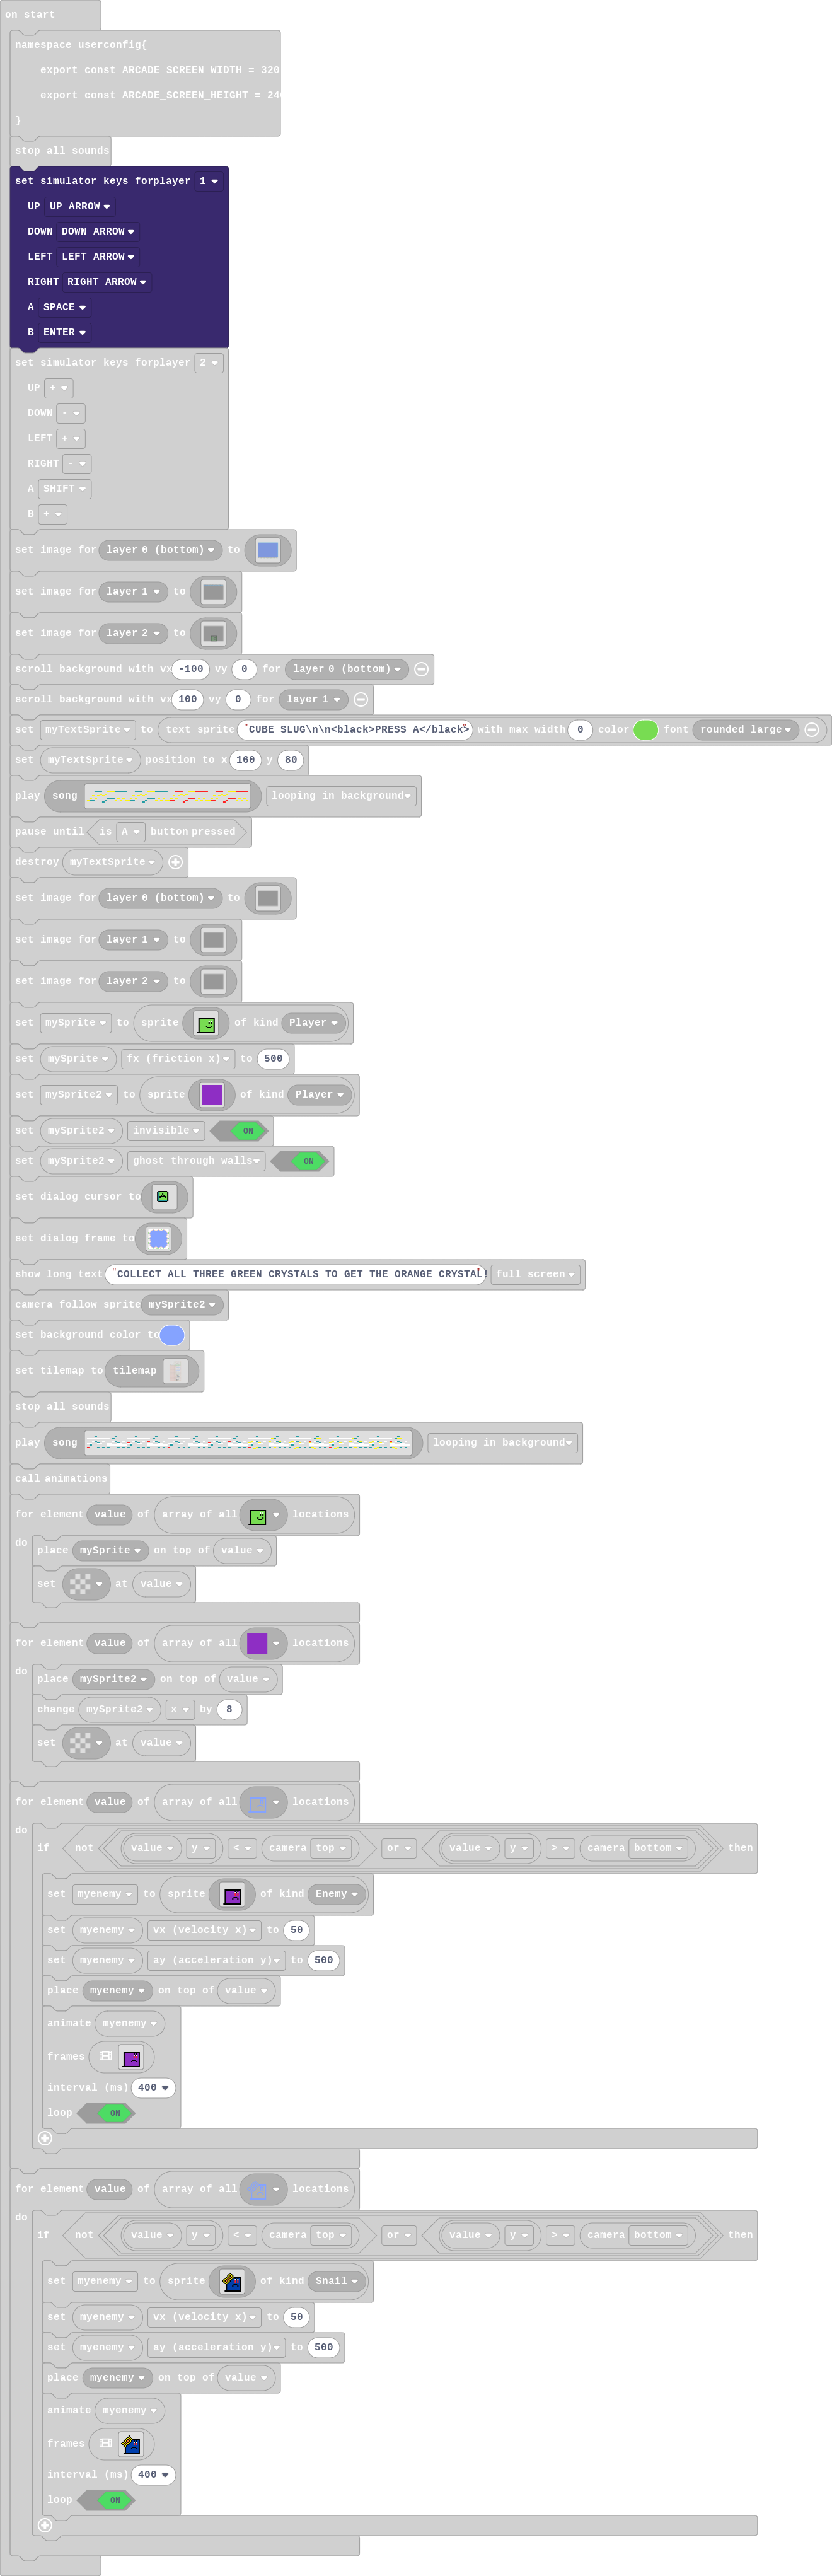 on start
namespace userconfig{
export const ARCADE_SCREEN_WIDTH = 320
export const ARCADE_SCREEN_HEIGHT = 24
}
stop all sounds
set simulator keys forplayer 1
UP UP ARROW
DOWN DOWN ARROW
LEFT LEFT ARROW
RIGHT RIGHT ARROW
A SPACE
B ENTER
set simulator keys forplayer 2
UP +
DOWN -
LEFT +
RIGHT -
A SHIFT
B +
set image for layer 0 (bottom) to
set image for layer 1 to
set image for layer 2 to
scroll background with vx -100 vy 0 for layer 0 (bottom)
scroll background with vx 100 vy 0 for layer 1
set myTextSprite to text sprite "CUBE SLUG\n\n<black>PRESS A</black>" with max width 0 color font rounded large
set myTextSprite position to x 160 y 80
play song looping in background
pause until is A button pressed
destroy myTextSprite
set image for layer 0 (bottom) to
set image for layer 1 to
set image for layer 2 to
set mySprite to sprite of kind Player
set mySprite fx (friction x) to 500
set mySprite2 to sprite of kind Player
set mySprite2 invisible ON
set mySprite2 ghost through walls ON
set dialog cursor to
set dialog frame to
show long text "COLLECT ALL THREE GREEN CRYSTALS TO GET THE ORANGE CRYSTAL!" full screen
camera follow sprite mySprite2
set background color to
set tilemap to tilemap
stop all sounds
play song looping in background
call animations
for element value of array of all locations
do
place mySprite on top of value
set at value
for element value of array of all locations
do
place mySprite2 on top of value
change mySprite2 x by 8
set at value
for element value of array of all locations
do
if not value y < camera top or value y > camera bottom then
set myenemy to sprite of kind Enemy
set myenemy vx (velocity x) to 50
set myenemy ay (acceleration y) to 500
place myenemy on top of value
animate myenemy
frames
interval (ms) 400
loop ON
for element value of array of all locations
do
if not value y < camera top or value y > camera bottom then
set myenemy to sprite of kind Snail
set myenemy vx (velocity x) to 50
set myenemy ay (acceleration y) to 500
place myenemy on top of value
animate myenemy
frames
interval (ms) 400
loop ON